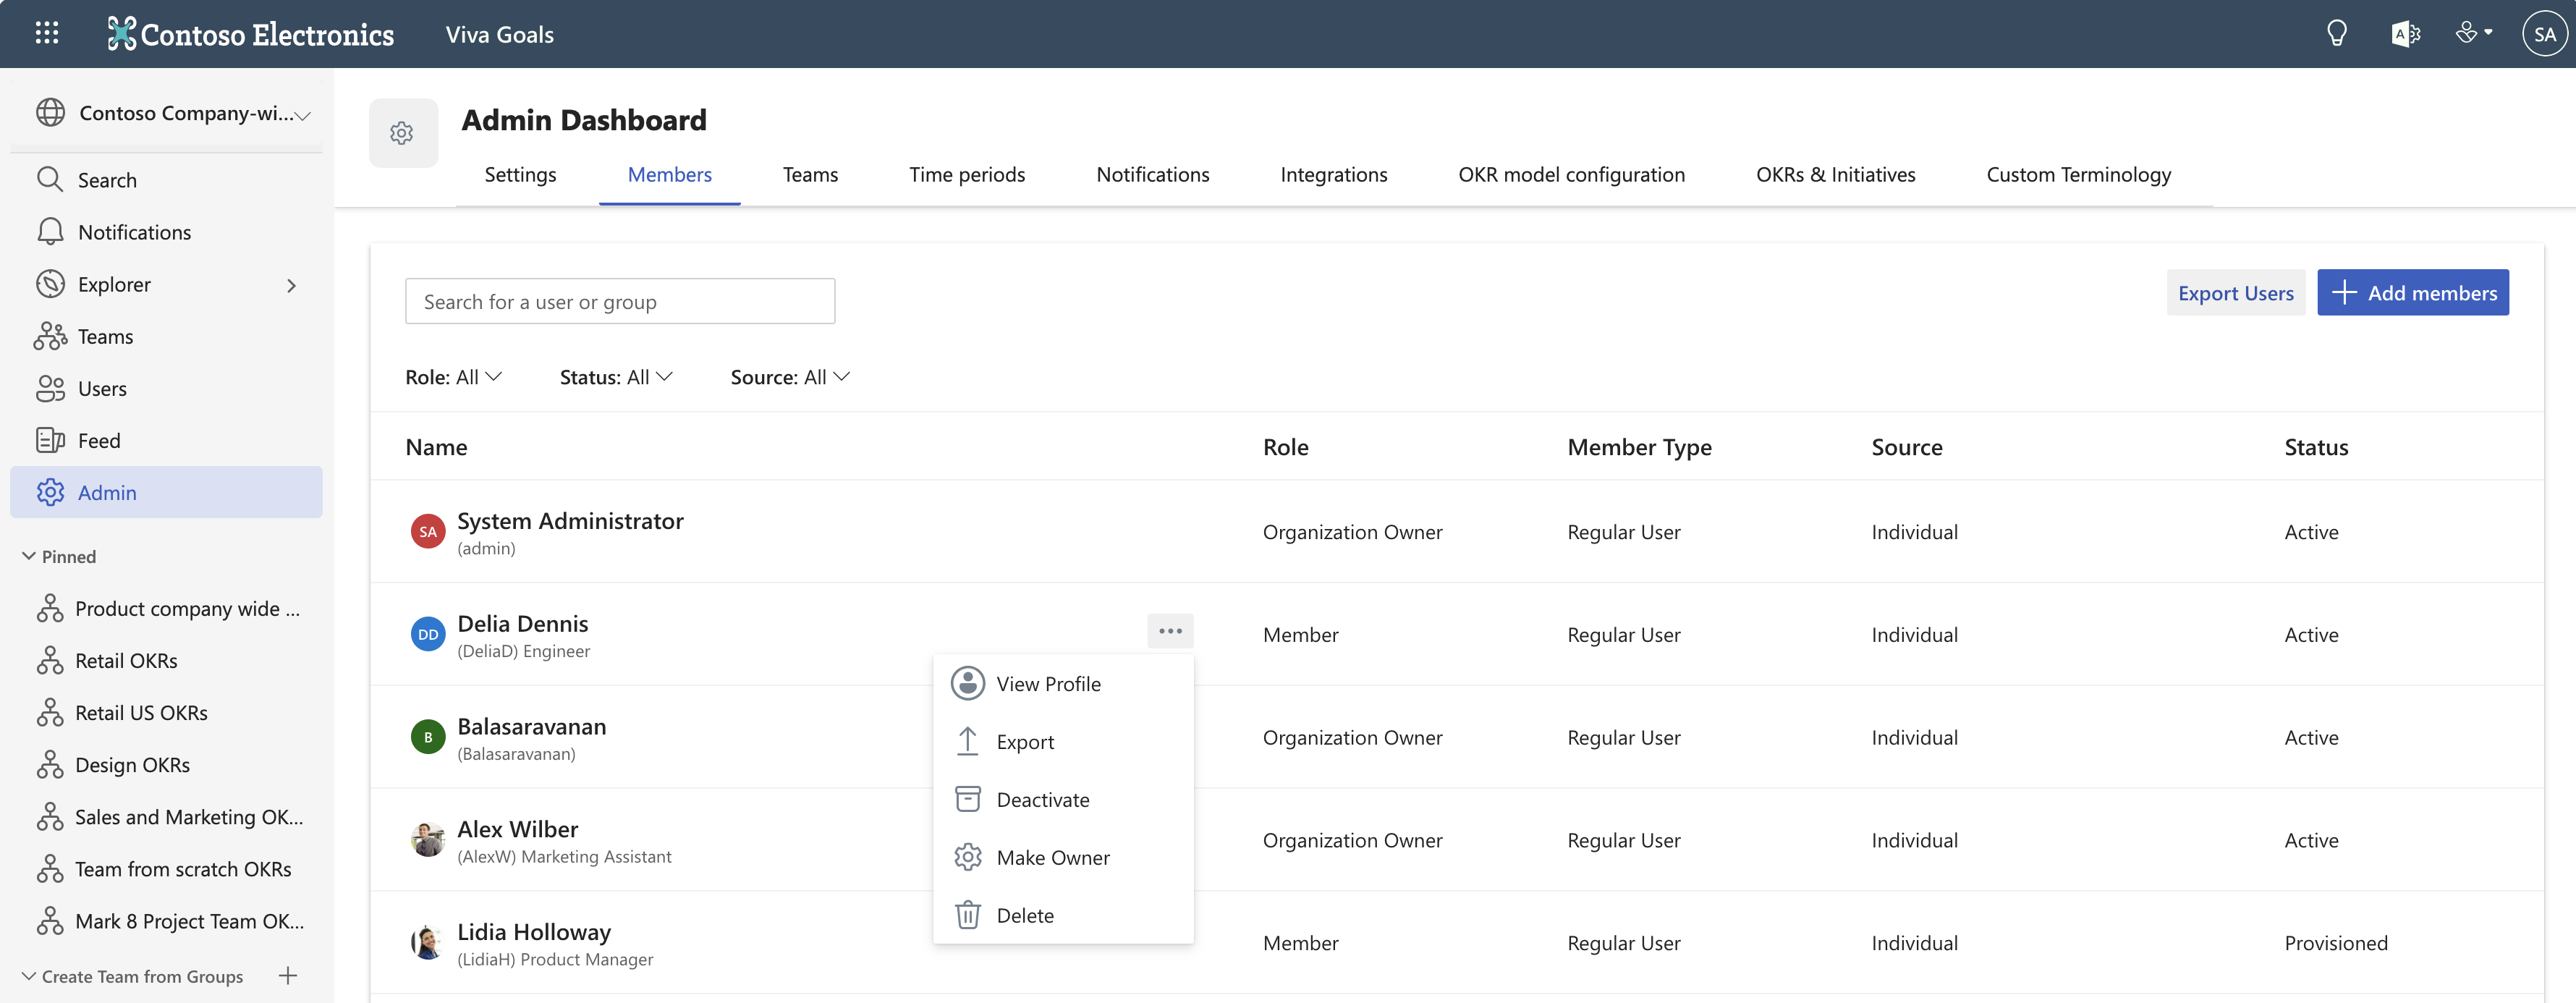 Contoso Electronics
Viva Goals
A
SA
Contoso Company-wi...
Admin Dashboard
Settings
Members
Teams
Time periods
Notifications
Integrations
OKR model configuration
OKRs & Initiatives
Custom Terminology
Search
Notifications
Explorer
Teams
Users
Feed
Admin
Pinned
Product company wide ...
Retail OKRs
Retail US OKRs
Design OKRs
Sales and Marketing OK...
Team from scratch OKRs
Mark 8 Project Team OK...
Create Team from Groups
Search for a user or group
Export Users
Add members
Role: All
Status: All
Source: All
Name
Role
Member Type
Source
Status
SA
System Administrator
(admin)
Organization Owner
Regular User
Individual
Active
DD
Delia Dennis
(DeliaD) Engineer
Member
Regular User
Individual
Active
View Profile
Export
Deactivate
Make Owner
Delete
B
Balasaravanan
(Balasaravanan)
Organization Owner
Regular User
Individual
Active
Alex Wilber
(AlexW) Marketing Assistant
Organization Owner
Regular User
Individual
Active
Lidia Holloway
(LidiaH) Product Manager
Member
Regular User
Individual
Provisioned